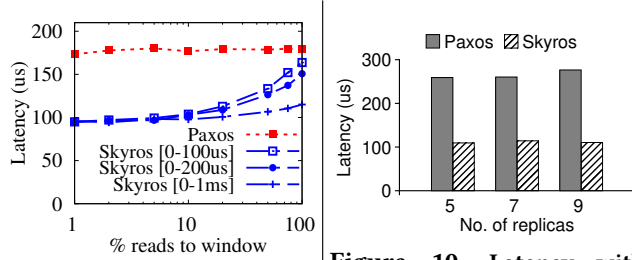 200
150
100
50
0
Latency (us)
Paxos
Skyros [0-100us]
Skyros [0-200us]
Skyros [0-1ms]
1 10 100
% reads to window
Paxos Skyros
300
200
100
0
Latency (us)
5 7 9
No. of replicas
Figure 10. Latency with